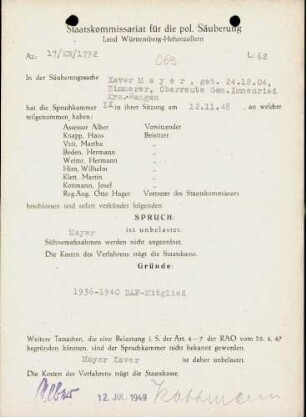 Staatskommissariat für die pol. Säuberung
Land Württemberg-Hohenzollern
Az.: 17/XX/1792
069
L: 62
In der Säuberungssache Xaver Mayer, geb. 24.12.04,
Zimmerer, Oberreute Gem. Immenried
Krs. Wangen
hat die Spruchkammer in ihrer Sitzung am 12.11.48 , an welcher
teilgenommen haben:
Assessor Alber Vorsitzender
Knapp, Hans Beisitzer
Veit, Martha "
Boden, Hermann "
Weinr, Hermann "
Hirn, Wilhelm "
Klett, Martin "
Kottmann, Josef "
Reg.Ang. Otto Hager Vertreter des Staatskommissars
beschlossen und sofort verkündet folgenden
SPRUCH:
Mayer ist unbelastet.
Sühnemaßnahmen werden nicht angeordnet.
Die Kosten des Verfahrens trägt die Staatskasse.
Gründe:
1936-1940 DAF-Mitglied
Weitere Tatsachen, die eine Belastung i. S. der Art. 4—7 der RAO vom 25. 4. 47
begründen könnten, sind der Spruchkammer nicht bekannt geworden.
Mayer Xaver ist daher unbelastet.
Die Kosten des Verfahrens trägt die Staatskasse.
Alber 12. JUL. 1949 Kottmann